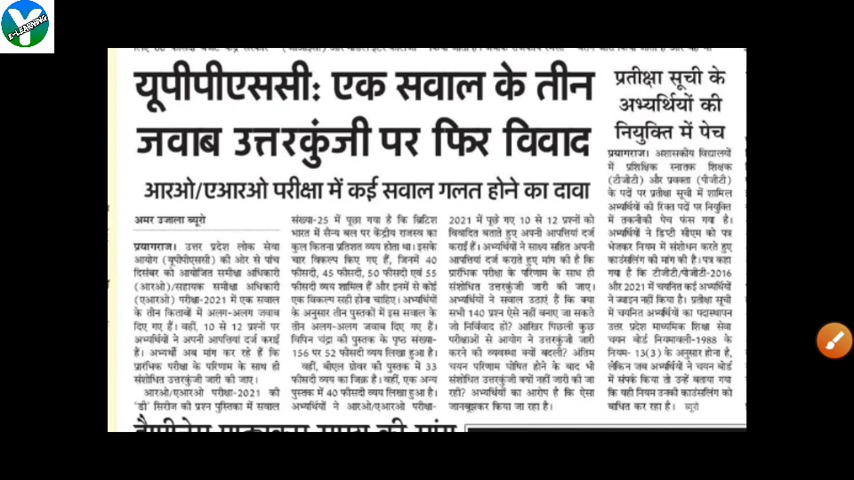 Y
E-LEARNING
यूपीपीएससी: एक सवाल के तीन
जवाब उत्तरकुंजी पर फिर विवाद
आरओ/एआरओ परीक्षा में कई सवाल गलत होने का दावा
अमर उजाला ब्यूरो
प्रयागराज। उत्तर प्रदेश लोक सेवा
आयोग (यूपीपीएससी) की ओर से पांच
दिसंबर को आयोजित समीक्षा अधिकारी
(आरओ)/सहायक समीक्षा अधिकारी
(एआरओ) परीक्षा-2021 में एक सवाल
के तीन किताबों में अलग-अलग जवाब
दिए गए हैं। वहीं, 10 से 12 प्रश्नों पर
अभ्यर्थियों ने अपनी आपत्तियां दर्ज कराई
हैं। अभ्यर्थी अब मांग कर रहे हैं कि
प्रारंभिक परीक्षा के परिणाम के साथ ही
संशोधित उत्तरकुंजी जारी की जाए।
आरओ/एआरओ परीक्षा-2021 की
'डी' सिरीज की प्रश्न पुस्तिका में सवाल
संख्या-25 में पूछा गया है कि ब्रिटिश
भारत में सैन्य बल पर केंद्रीय राजस्व का
कुल कितना प्रतिशत व्यय होता था। इसके
चार विकल्प दिए गए हैं, जिनमें 40
फीसदी, 45 फीसदी, 50 फीसदी एवं 55
फीसदी व्यय शामिल हैं और इनमें से कोई
एक विकल्प सही होना चाहिए। अभ्यर्थियों
के अनुसार तीन पुस्तकों में इस सवाल के
तीन अलग-अलग जवाब दिए गए हैं।
विपिन चंद्रा की पुस्तक के पृष्ठ संख्या-
156 पर 52 फीसदी व्यय लिखा हुआ है।
वहीं, बीएल ग्रोवर की पुस्तक में 33
फीसदी व्यय का जिक्र है। वहीं, एक अन्य
पुस्तक में 40 फीसदी व्यय लिखा हुआ है।
अभ्यर्थियों ने आरओ/एआरओ परीक्षा-
2021 में पूछे गए 10 से 12 प्रश्नों को
विवादित बताते हुए अपनी आपत्तियां दर्ज
कराई हैं। अभ्यर्थियों ने साक्ष्य सहित अपनी
आपत्तियां दर्ज कराते हुए मांग की है कि
प्रारंभिक परीक्षा के परिणाम के साथ ही
संशोधित उत्तरकुंजी जारी की जाए।
अभ्यर्थियों ने सवाल उठाएं हैं कि क्या
सभी 140 प्रश्न ऐसे नहीं बनाए जा सकते
जो निर्विवाद हों? आखिर पिछली कुछ
परीक्षाओं से आयोग ने उत्तरकुंजी जारी
करने की व्यवस्था क्यों बदली? अंतिम
चयन परिणाम घोषित होने के बाद भी
संशोधित उत्तरकुंजी क्यों नहीं जारी की जा
रही? अभ्यर्थियों का आरोप है कि ऐसा
जानबूझकर किया जा रहा है।
प्रतीक्षा सूची के
अभ्यर्थियों की
नियुक्ति में पेच
प्रयागराज। अशासकीय विद्यालयों
में प्रशिक्षित स्नातक शिक्षक
(टीजीटी) और प्रवक्ता (पीजीटी)
के पदों पर प्रतीक्षा सूची में शामिल
अभ्यर्थियों की रिक्त पदों पर नियुक्ति
में तकनीकी पेच फंस गया है।
अभ्यर्थियों ने डिप्टी सीएम को पत्र
भेजकर नियम में संशोधन करते हुए
काउंसलिंग की मांग की है। पत्र कहा
गया है कि टीजीटी/पीजीटी-2016
और 2021 में चयनित कई अभ्यर्थियों
ने ज्वाइन नहीं किया है। प्रतीक्षा सूची
में चयनित अभ्यर्थियों का पदास्थापन
उत्तर प्रदेश माध्यमिक शिक्षा सेवा
चयन बोर्ड नियमावली-1988 के
नियम- 13(3) के अनुसार होना है,
लेकिन जब अभ्यर्थियों ने चयन बोर्ड
में संपर्क किया तो उन्हें बताया गया
कि यही नियम उनकी काउंसलिंग को
बाधित कर रहा है। ब्यूरो